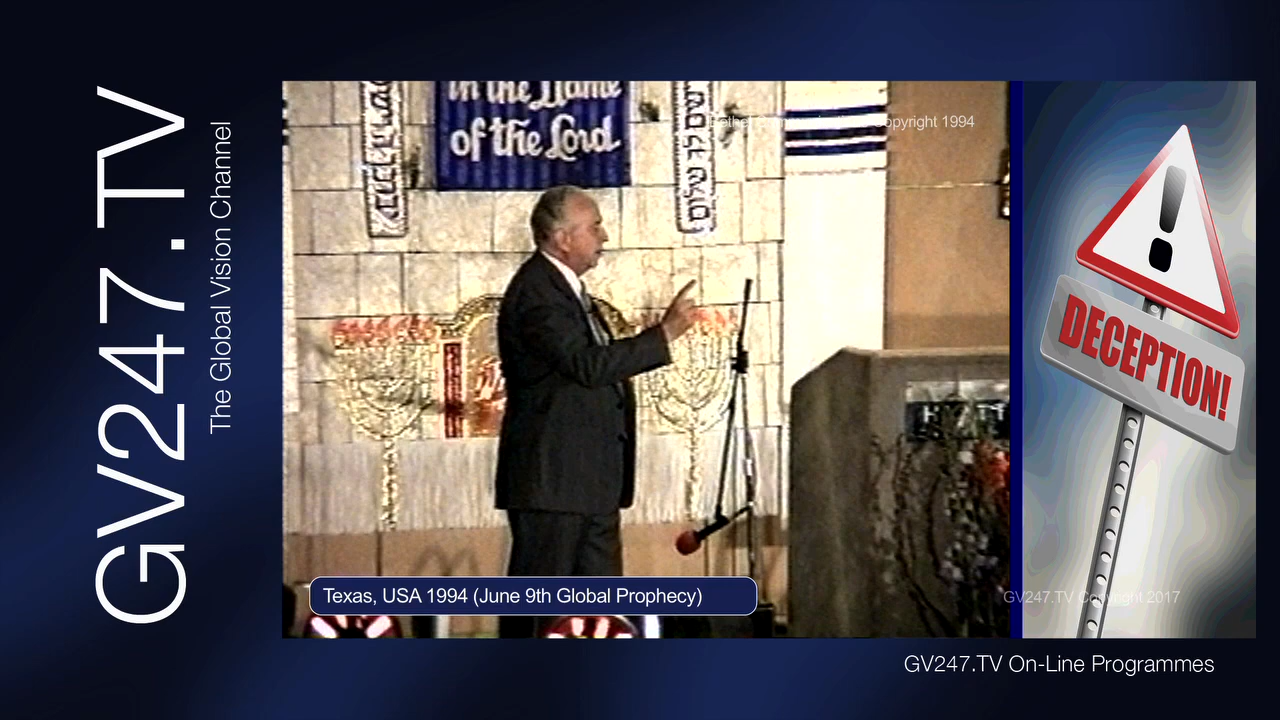 GV247.TV
The Global Vision Channel
in the Name
of the Lord
Copyright 1994
DECEPTION!
Texas, USA 1994 (June 9th Global Prophecy)
GV247.TV Copyright 2017
GV247.TV On-Line Programmes